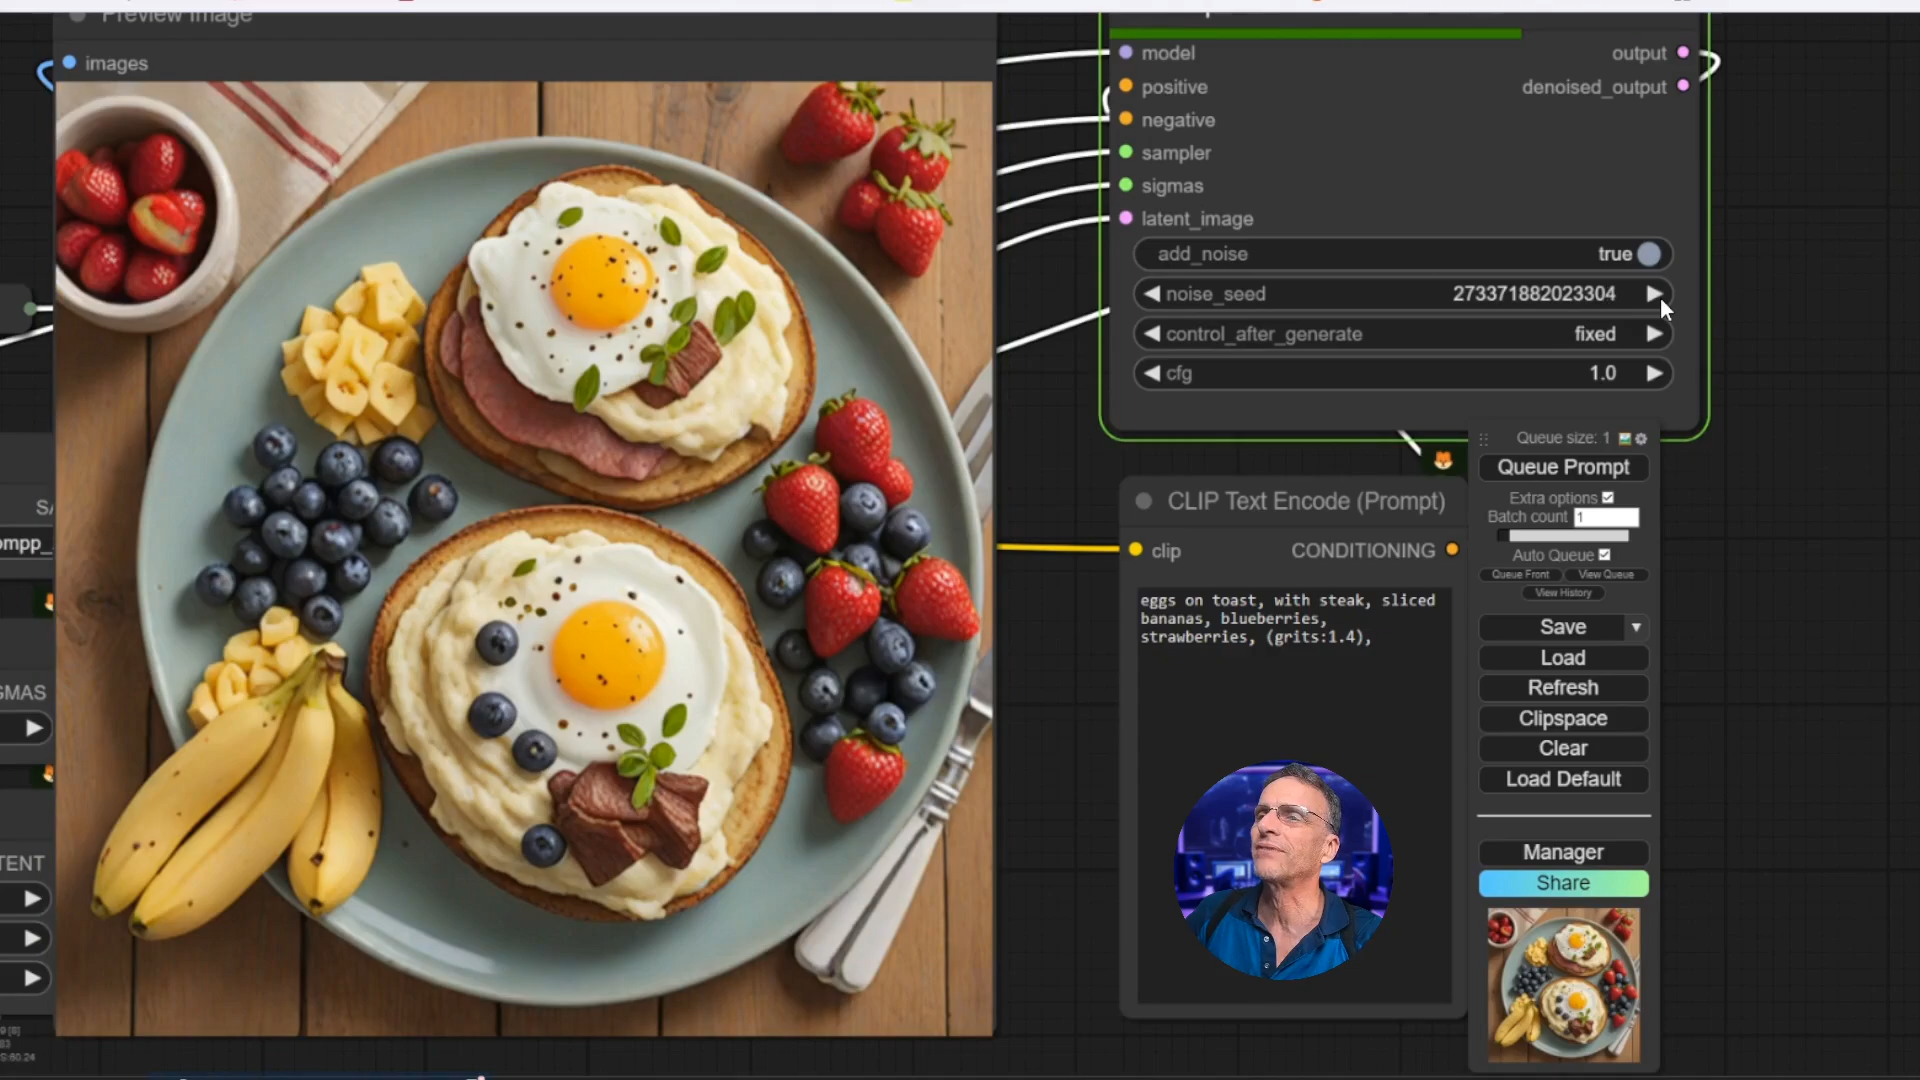 Preview Image
images
model
output
positive
denoised_output
negative
sampler
sigmas
latent_image
add_noise
true
noise_seed
273371882023304
control_after_generate
fixed
cfg
1.0
Queue size: 1
Queue Prompt
Extra options
Batch count 1
Auto Queue
Queue Front
View Queue
View History
Save
Load
Refresh
Clipspace
Clear
Load Default
Manager
Share
CLIP Text Encode (Prompt)
clip
CONDITIONING
eggs on toast, with steak, sliced
bananas, blueberries,
strawberries, (grits:1.4),